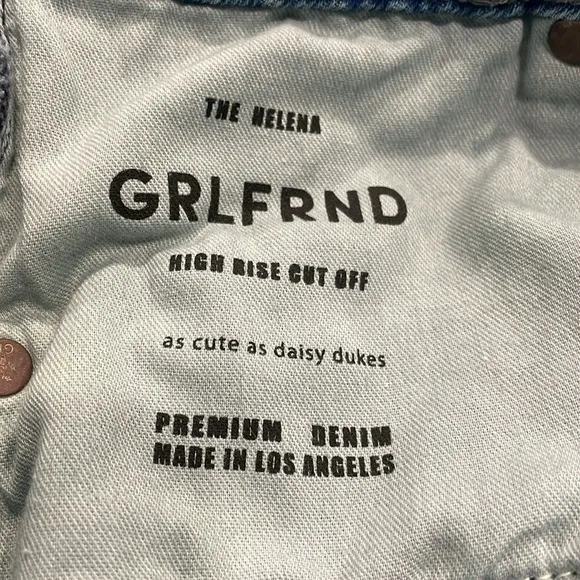 THE HELENA
GRLFRND
HIGH RISE CUT OFF
as cute as daisy dukes
PREMIUM DENIM
MADE IN LOS ANGELES